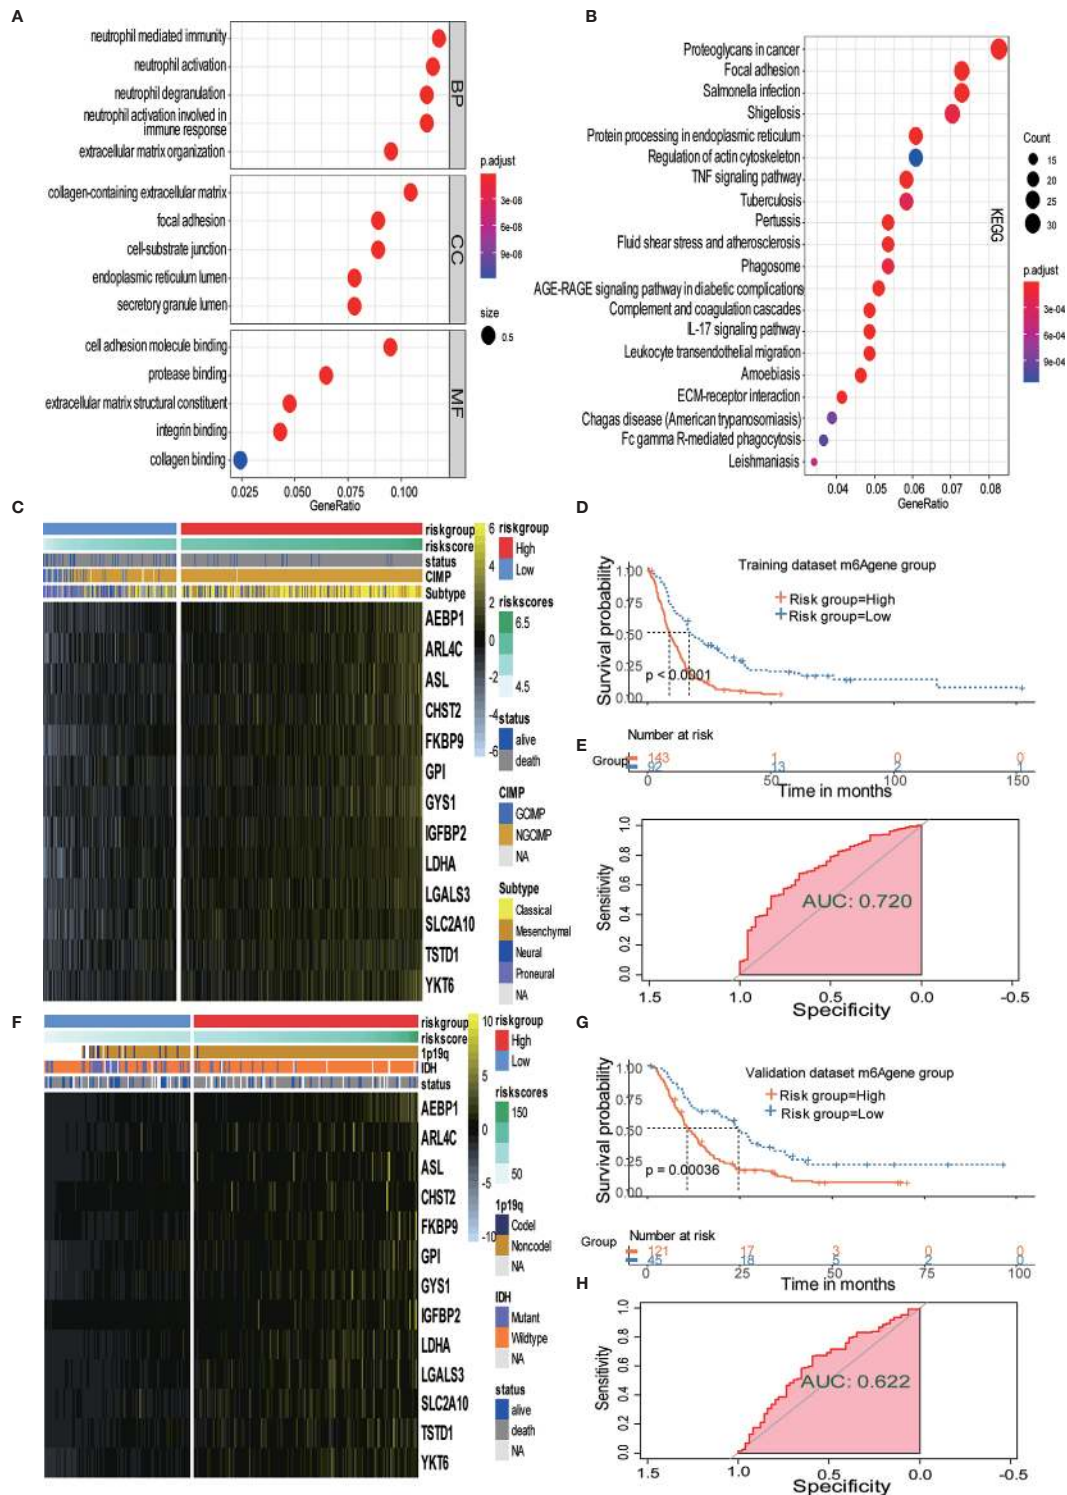 A
neutrophil mediated immunity
neutrophil activation
neutrophil degranulation
neutrophil activation involved in
immune response
extracellular matrix organization
BP
collagen-containing extracellular matrix
focal adhesion
cell-substrate junction
endoplasmic reticulum lumen
secretory granule lumen
CC
cell adhesion molecule binding
protease binding
extracellular matrix structural constituent
integrin binding
collagen binding
MF
0.025 0.050 0.075 0.100
GeneRatio
p.adjust
3e-08
6e-08
9e-08
size
0.5
B
Proteoglycans in cancer
Focal adhesion
Salmonella infection
Shigellosis
Protein processing in endoplasmic reticulum
Regulation of actin cytoskeleton
TNF signaling pathway
Tuberculosis
Pertussis
Fluid shear stress and atherosclerosis
Phagosome
AGE-RAGE signaling pathway in diabetic complications
Complement and coagulation cascades
IL-17 signaling pathway
Leukocyte transendothelial migration
Amoebiasis
ECM-receptor interaction
Chagas disease (American trypanosomiasis)
Fc gamma R-mediated phagocytosis
Leishmaniasis
KEGG
0.04 0.05 0.06 0.07 0.08
GeneRatio
Count
15
20
25
30
p.adjust
3e-04
6e-04
9e-04
C
riskgroup
riskscore
status
CIMP
Subtype
AEBP1
ARL4C
ASL
CHST2
FKBP9
GPI
GYS1
IGFBP2
LDHA
LGALS3
SLC2A10
TSTD1
YKT6
6
4
2
0
-2
-4
-6
riskgroup
High
Low
riskscores
6.5
4.5
status
alive
death
CIMP
GCIMP
NGCIMP
NA
Subtype
Classical
Mesenchymal
Neural
Proneural
NA
D
Training dataset m6Agene group
Risk group=High
Risk group=Low
Survival probability
1.00
0.75
0.50
0.25
0.00
p < 0.0001
Number at risk
Group
143 1 0 0
92 13 2 1
0 50 100 150
Time in months
E
Sensitivity
1.0
0.8
0.6
0.4
0.2
0.0
AUC: 0.720
1.5 1.0 0.5 0.0 -0.5
Specificity
F
riskgroup
riskscore
1p19q
IDH
status
AEBP1
ARL4C
ASL
CHST2
FKBP9
GPI
GYS1
IGFBP2
LDHA
LGALS3
SLC2A10
TSTD1
YKT6
10
5
0
-5
-10
riskgroup
High
Low
riskscores
150
50
1p19q
Codel
Noncodel
NA
IDH
Mutant
Wildtype
NA
status
alive
death
NA
G
Validation dataset m6Agene group
Risk group=High
Risk group=Low
Survival probability
1.00
0.75
0.50
0.25
0.00
p = 0.00036
Number at risk
Group
121 17 3 0 0
45 18 5 2 0
0 25 50 75 100
Time in months
H
Sensitivity
1.0
0.8
0.6
0.4
0.2
0.0
AUC: 0.622
1.5 1.0 0.5 0.0 -0.5
Specificity